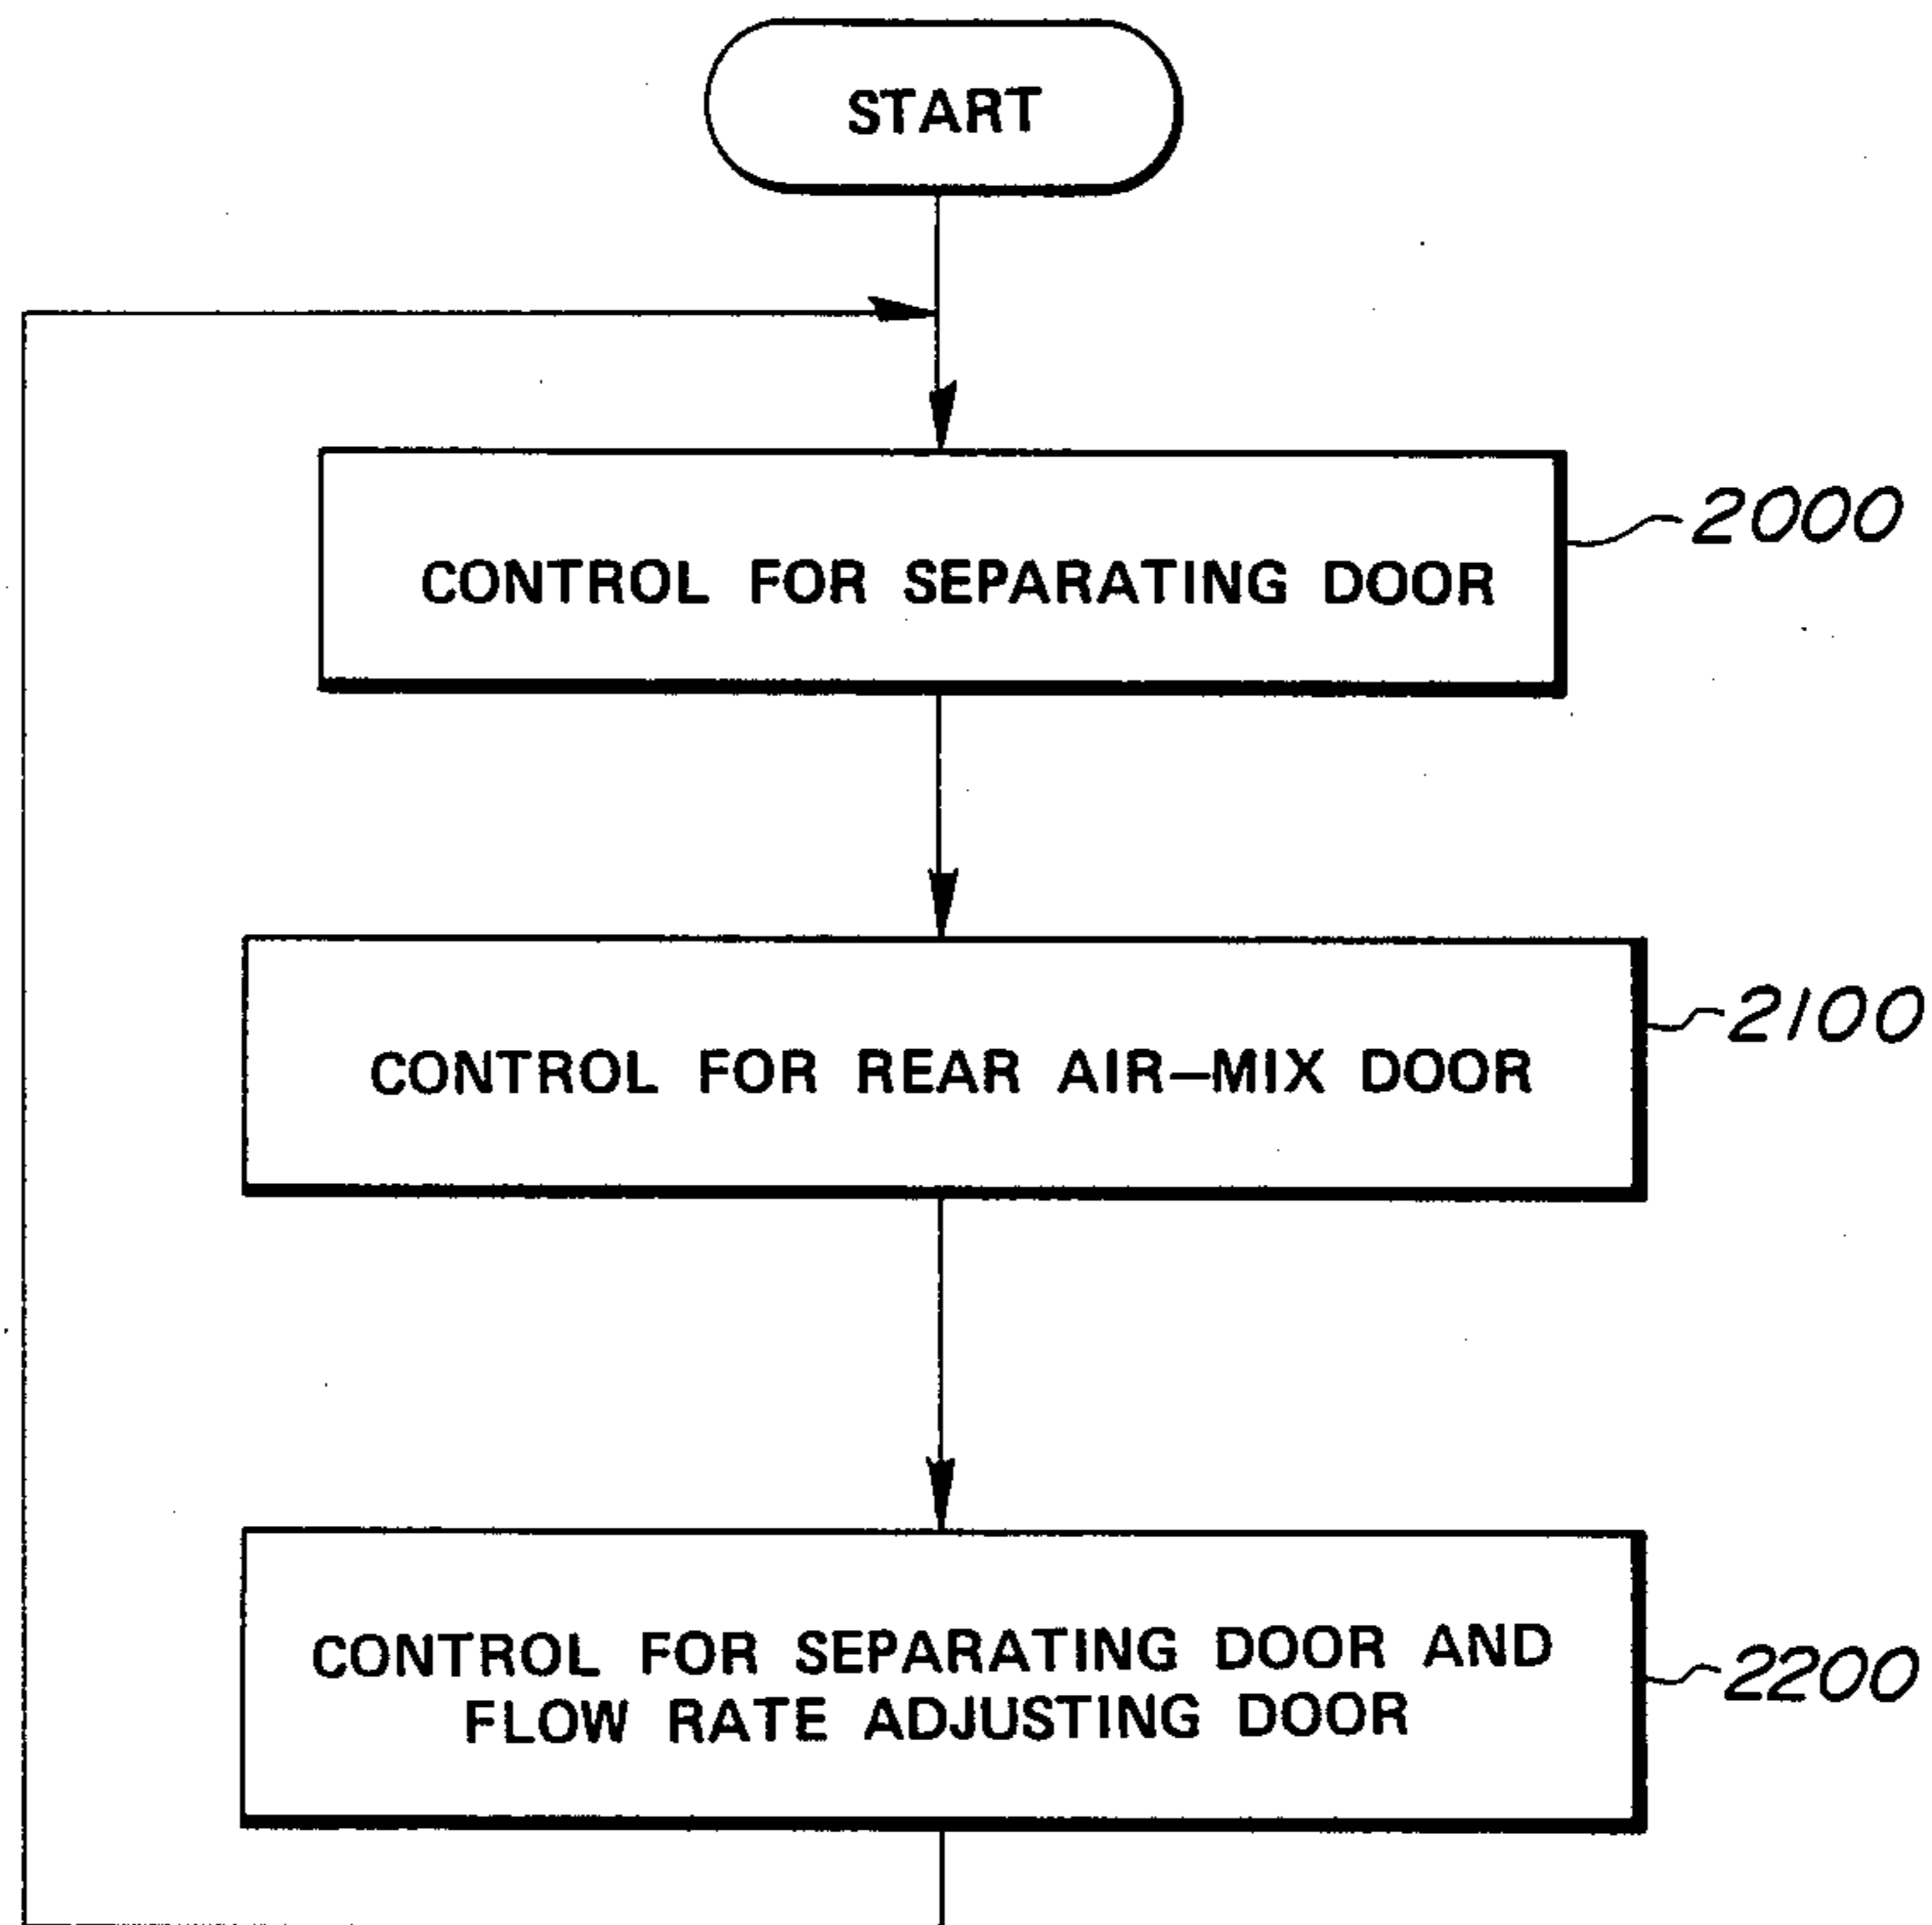 START
CONTROL FOR SEPARATING DOOR
2000
CONTROL FOR REAR AIR-MIX DOOR
2100
CONTROL FOR SEPARATING DOOR AND
FLOW RATE ADJUSTING DOOR
2200